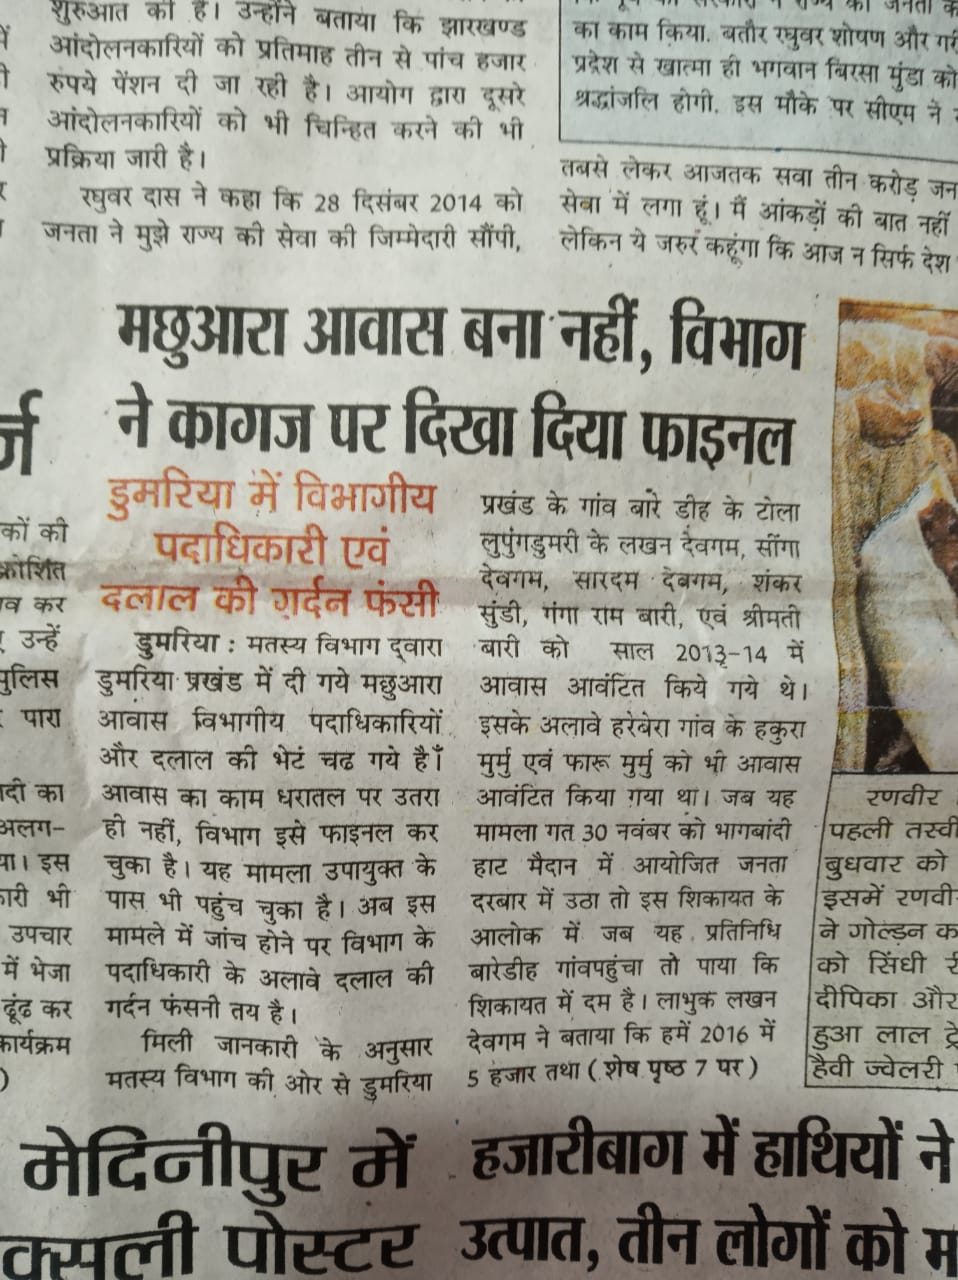 शुरुआत की है। उन्होंने बताया कि झारखण्ड
आंदोलनकारियों को प्रतिमाह तीन से पांच हजार
रुपये पेंशन दी जा रही है। आयोग द्वारा दूसरे
आंदोलनकारियों को भी चिन्हित करने की भी
प्रक्रिया जारी है।
रघुवर दास ने कहा कि 28 दिसंबर 2014 को
जनता ने मुझे राज्य की सेवा की जिम्मेदारी सौंपी,
का काम किया. बतौर रघुवर शोषण और
प्रदेश से खात्मा ही भगवान बिरसा मुंडा को
श्रद्धांजलि होगी. इस मौके पर सीएम ने
तबसे लेकर आजतक सवा तीन करोड़ जन
सेवा में लगा हूं। मैं आंकड़ों की बात नहीं
लेकिन ये जरुर कहूंगा कि आज न सिर्फ देश
मछुआरा आवास बना नहीं, विभाग
ने कागज पर दिखा दिया फाइनल
डुमरिया में विभागीय
पदाधिकारी एवं
दलाल की गर्दन फंसी
डुमरिया : मतस्य विभाग द्वारा
डुमरिया प्रखंड में दी गये मछुआरा
आवास विभागीय पदाधिकारियों
और दलाल की भेटं चढ गये है।
आवास का काम धरातल पर उतरा
ही नहीं, विभाग इसे फाइनल कर
चुका है। यह मामला उपायुक्त के
पास भी पहुंच चुका है। अब इस
मामले में जांच होने पर विभाग के
पदाधिकारी के अलावे दलाल की
गर्दन फंसनी तय है।
मिली जानकारी के अनुसार
मतस्य विभाग की ओर से डुमरिया
प्रखंड के गांव बारे डीह के टोला
लुपुंगडुमरी के लखन देवगम, सींगा
देवगम, सारदम देबगम, शंकर
सुंडी, गंगा राम बारी, एवं श्रीमती
बारी को साल 2013-14 में
आवास आवंटित किये गये थे।
इसके अलावे हरेबेरा गांव के हकुरा
मुर्मु एवं फारू मुर्मु को भी आवास
आवंटित किया गया था। जब यह
मामला गत 30 नवंबर को भागबांदी
हाट मैदान में आयोजित जनता
दरबार में उठा तो इस शिकायत के
आलोक में जब यह प्रतिनिधि
बारेडीह गांवपहुंचा तो पाया कि
शिकायत में दम है। लाभुक लखन
देवगम ने बताया कि हमें 2016 में
5 हजार तथा ( शेष पृष्ठ 7 पर )
कों की
कर
उन्हें
पुलिस
पारा
का
अलग-
इस
भी
उपचार
में भेजा
ढूंढ कर
कार्यक्रम
रणवीर
पहली
बुधवार को
इसमें
ने गोल्डन
को सिंधी
दीपिका और
हुआ लाल
हैवी ज्वेलरी
मेदिनीपुर में
पोस्टर
हजारीबाग में हाथियों ने
उत्पात, तीन लोगों को